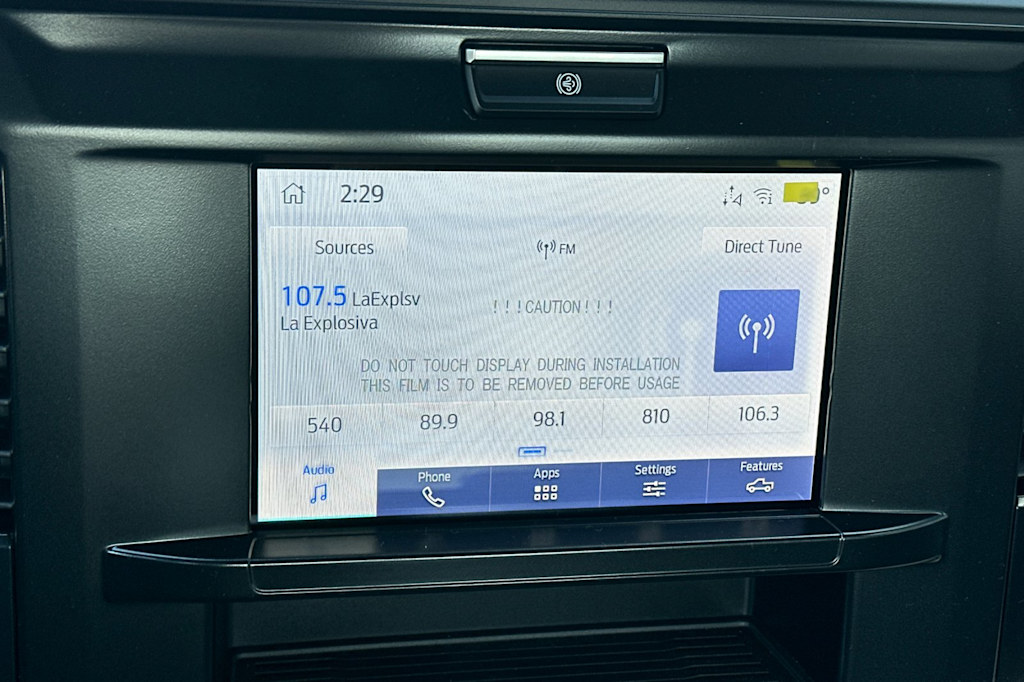 2:29
Sources
FM
Direct Tune
107.5 LaExplsv
La Explosiva
! ! ! CAUTION ! ! !
DO NOT TOUCH DISPLAY DURING INSTALLATION
THIS FILM IS TO BE REMOVED BEFORE USAGE
540 89.9 98.1 810 106.3
Audio Phone Apps Settings Features